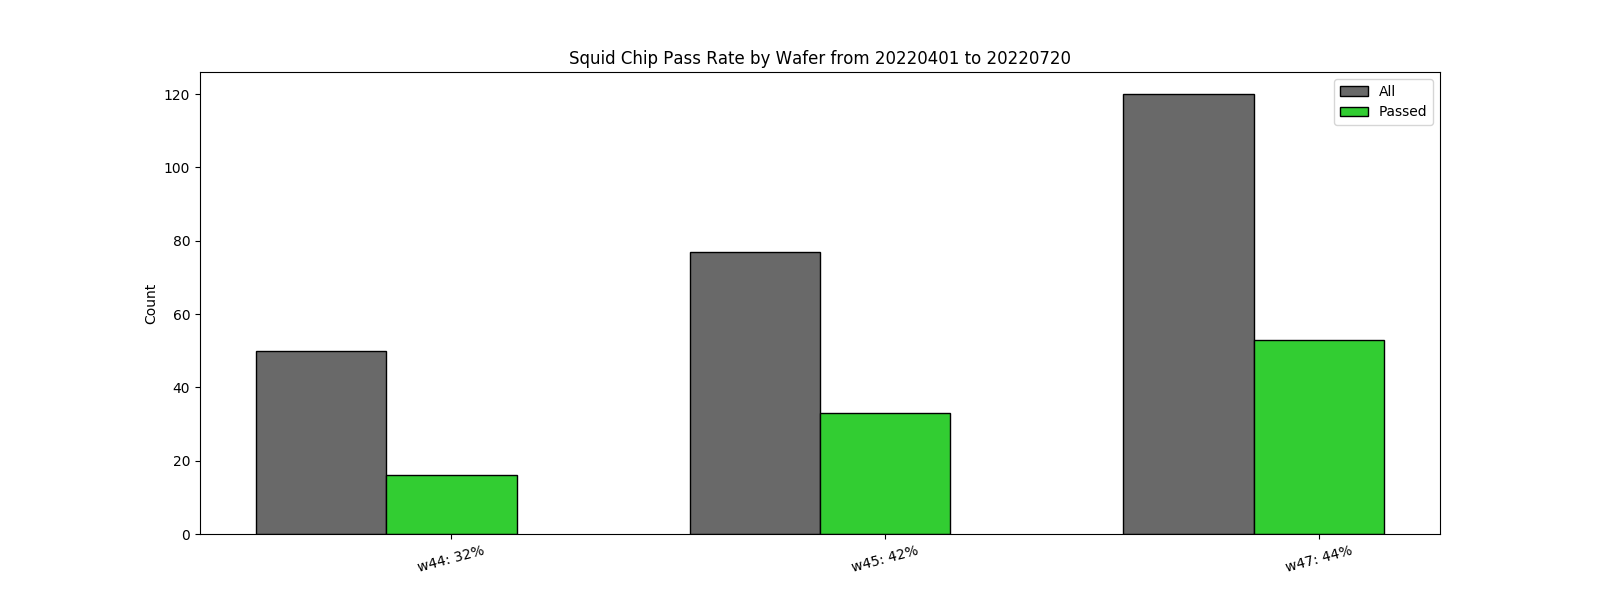 Squid Chip Pass Rate by Wafer from 20220401 to 20220720
All
Passed
120
100
80
60
40
20
0
Count
w44: 32%
w45: 42%
w47: 44%